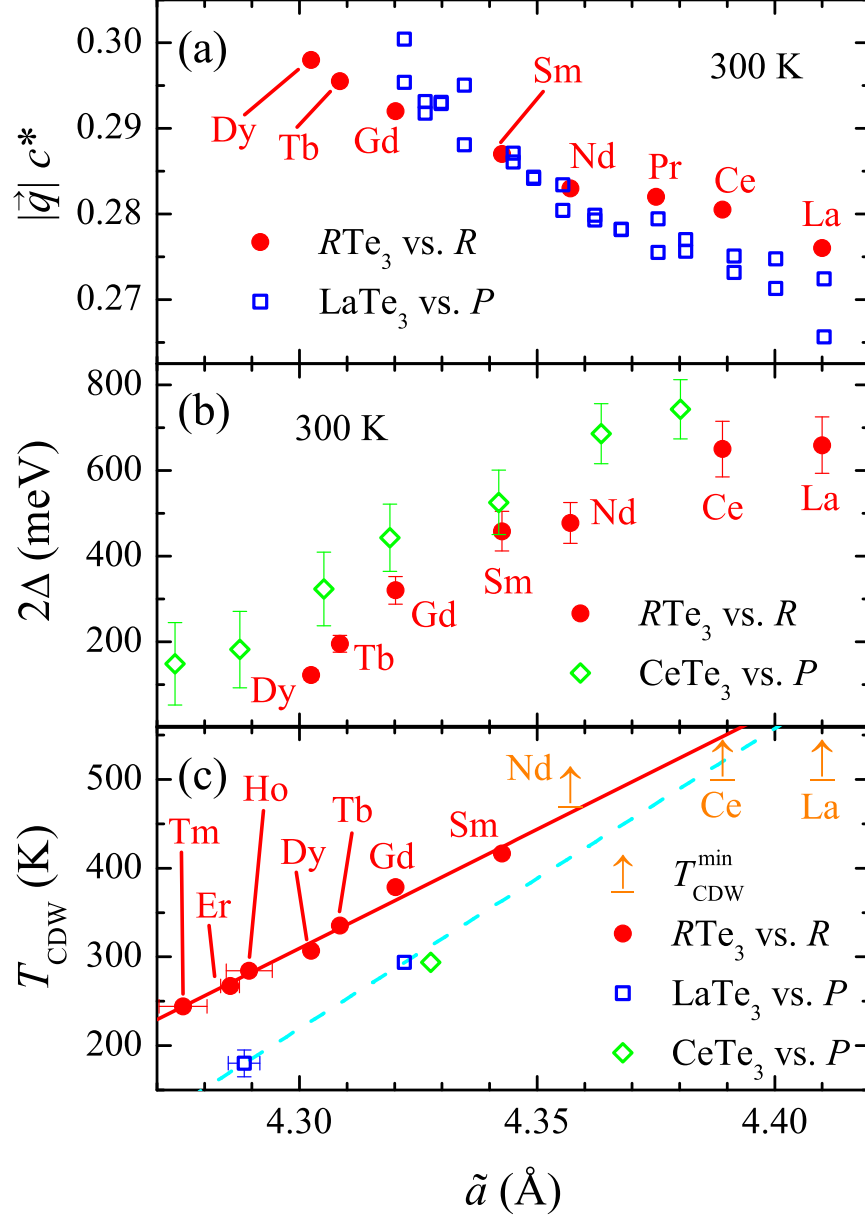 (a)
300 K
0.30
0.29
0.28
0.27
|q⃗| c*
Dy
Tb
Gd
Sm
Nd
Pr
Ce
La
RTe₃ vs. R
LaTe₃ vs. P
(b)
300 K
800
600
400
200
2Δ (meV)
Dy
Tb
Gd
Sm
Nd
Ce
La
RTe₃ vs. R
CeTe₃ vs. P
(c)
500
400
300
200
T_CDW (K)
Tm
Er
Ho
Dy
Tb
Gd
Sm
Nd
Ce
La
T_CDW^min
RTe₃ vs. R
LaTe₃ vs. P
CeTe₃ vs. P
4.30
4.35
4.40
ã (Å)